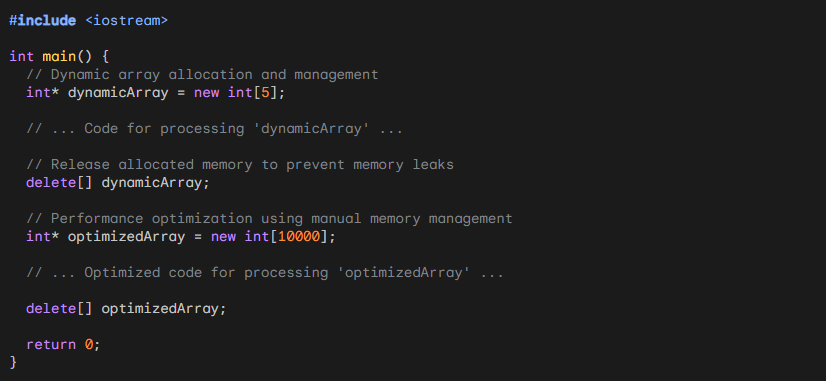 #include <iostream>
int main() {
// Dynamic array allocation and management
int* dynamicArray = new int[5];
// ... Code for processing 'dynamicArray' ...
// Release allocated memory to prevent memory leaks
delete[] dynamicArray;
// Performance optimization using manual memory management
int* optimizedArray = new int[10000];
// ... Optimized code for processing 'optimizedArray' ...
delete[] optimizedArray;
return 0;
}